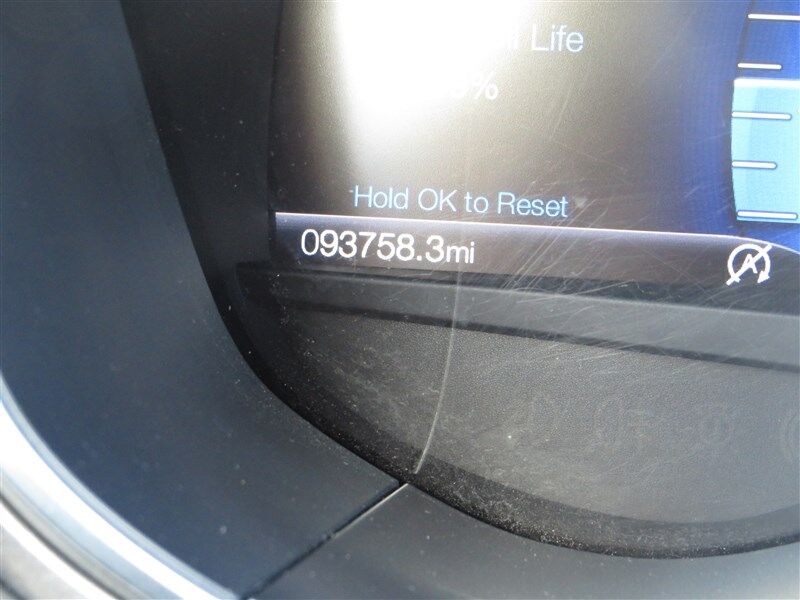 Life
%
Hold OK to Reset
093758.3mi